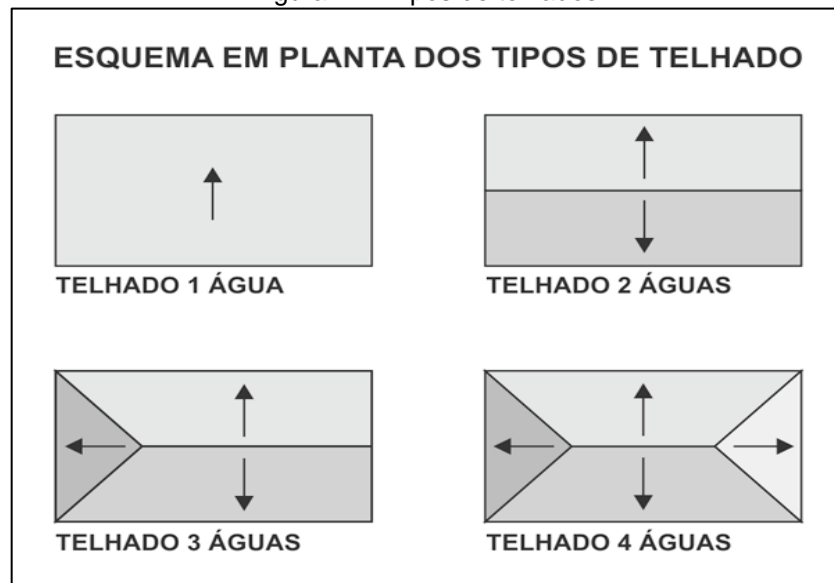 ESQUEMA EM PLANTA DOS TIPOS DE TELHADO
TELHADO 1 ÁGUA
TELHADO 2 ÁGUAS
TELHADO 3 ÁGUAS
TELHADO 4 ÁGUAS